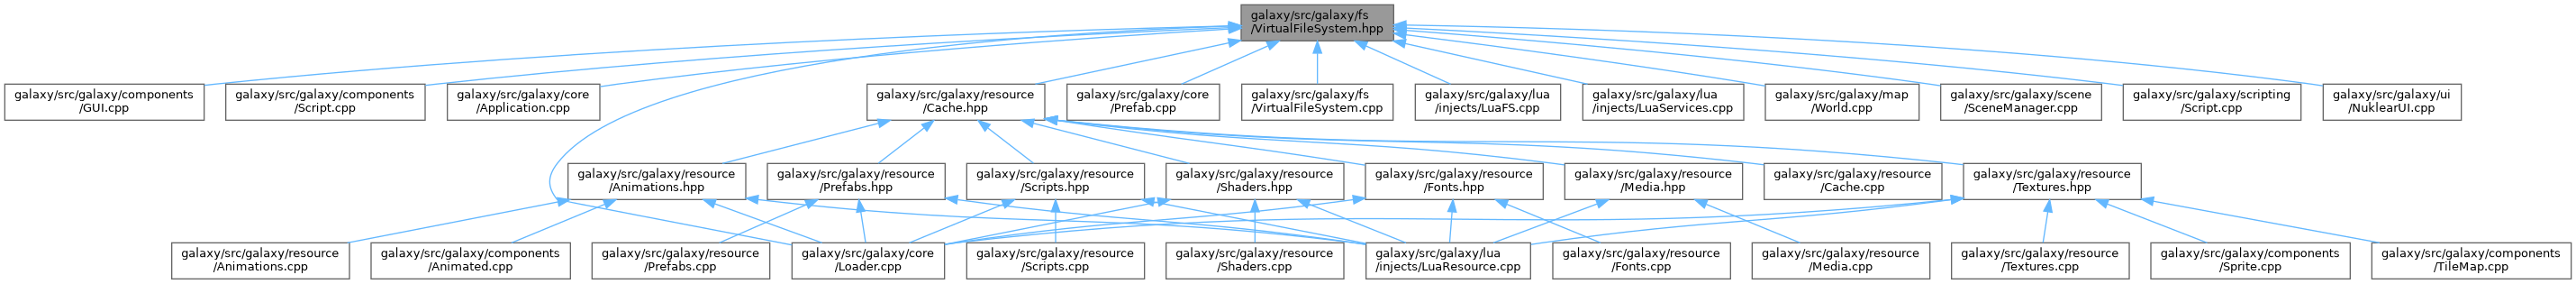 galaxy/src/galaxy/fs
/VirtualFileSystem.hpp
galaxy/src/galaxy/components
/GUI.cpp
galaxy/src/galaxy/components
/Script.cpp
galaxy/src/galaxy/core
/Application.cpp
galaxy/src/galaxy/resource
/Cache.hpp
galaxy/src/galaxy/core
/Prefab.cpp
galaxy/src/galaxy/fs
/VirtualFileSystem.cpp
galaxy/src/galaxy/lua
/injects/LuaFS.cpp
galaxy/src/galaxy/lua
/injects/LuaServices.cpp
galaxy/src/galaxy/map
/World.cpp
galaxy/src/galaxy/scene
/SceneManager.cpp
galaxy/src/galaxy/scripting
/Script.cpp
galaxy/src/galaxy/ui
/NuklearUI.cpp
galaxy/src/galaxy/resource
/Animations.hpp
galaxy/src/galaxy/resource
/Prefabs.hpp
galaxy/src/galaxy/resource
/Scripts.hpp
galaxy/src/galaxy/resource
/Shaders.hpp
galaxy/src/galaxy/resource
/Fonts.hpp
galaxy/src/galaxy/resource
/Media.hpp
galaxy/src/galaxy/resource
/Cache.cpp
galaxy/src/galaxy/resource
/Textures.hpp
galaxy/src/galaxy/resource
/Animations.cpp
galaxy/src/galaxy/components
/Animated.cpp
galaxy/src/galaxy/resource
/Prefabs.cpp
galaxy/src/galaxy/core
/Loader.cpp
galaxy/src/galaxy/resource
/Scripts.cpp
galaxy/src/galaxy/resource
/Shaders.cpp
galaxy/src/galaxy/lua
/injects/LuaResource.cpp
galaxy/src/galaxy/resource
/Fonts.cpp
galaxy/src/galaxy/resource
/Media.cpp
galaxy/src/galaxy/resource
/Textures.cpp
galaxy/src/galaxy/components
/Sprite.cpp
galaxy/src/galaxy/components
/TileMap.cpp